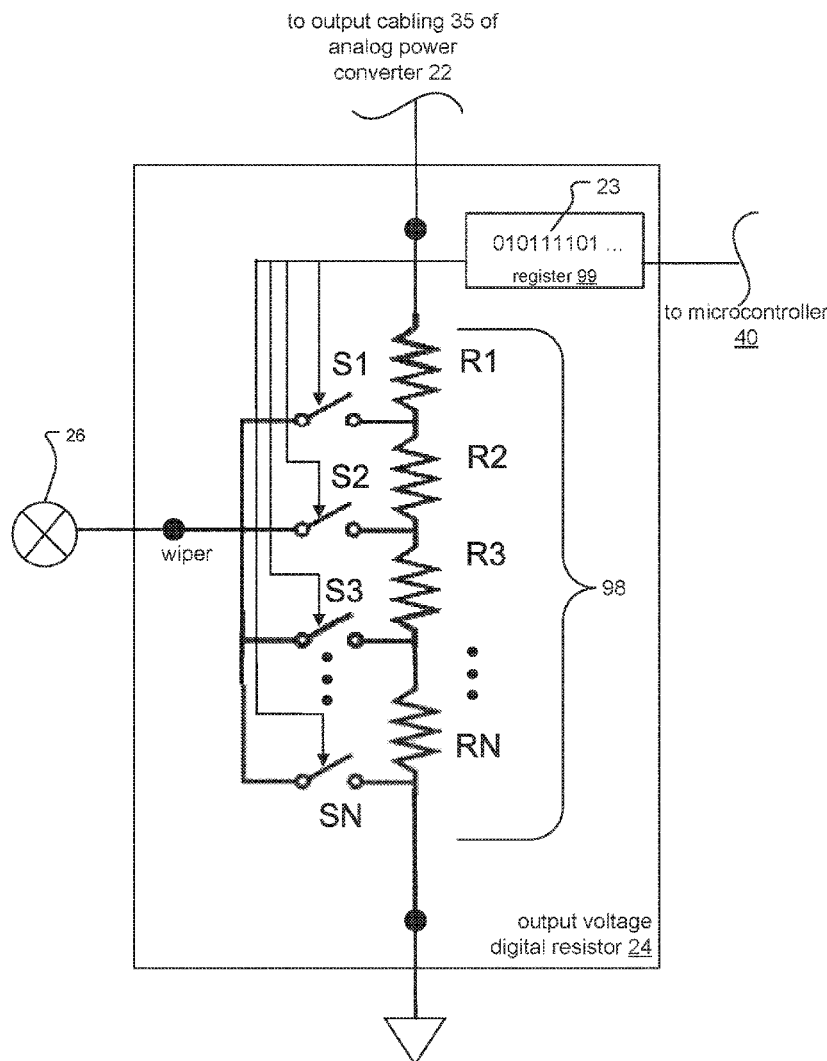 to output cabling 35 of
analog power
converter 22
23
010111101 ...
register 99
to microcontroller
40
S1
R1
26
S2
R2
wiper
S3
R3
98
RN
SN
output voltage
digital resistor 24